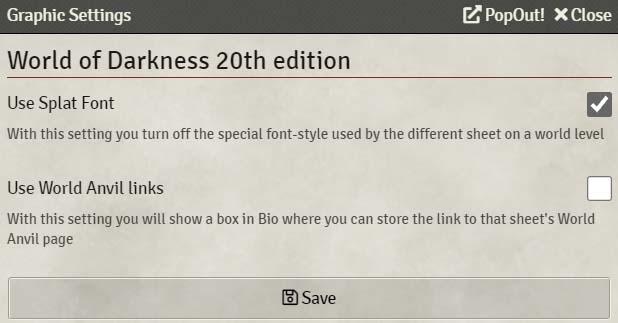 Graphic Settings PopOut! Close
World of Darkness 20th edition
Use Splat Font
With this setting you turn off the special font-style used by the different sheet on a world level
Use World Anvil links
With this setting you will show a box in Bio where you can store the link to that sheet's World
Anvil page
Save